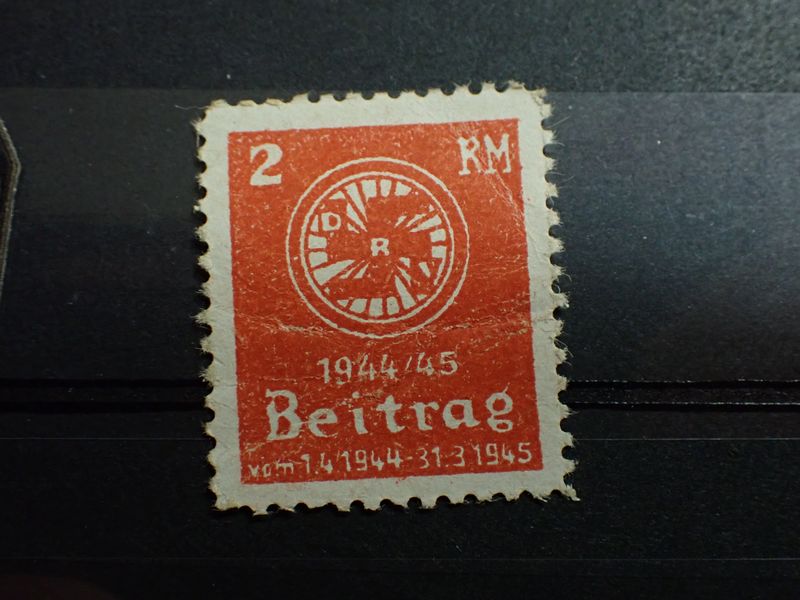 2 RM
D
R
V
1944/45
Beitrag
vom 1.4.1944-31.3.1945